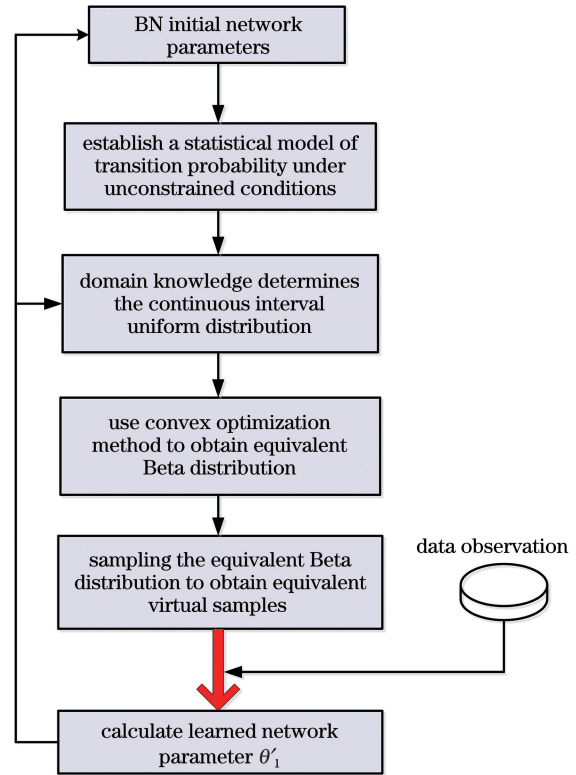 BN initial network
parameters
establish a statistical model of
transition probability under
unconstrained conditions
domain knowledge determines
the continuous interval
uniform distribution
use convex optimization
method to obtain equivalent
Beta distribution
sampling the equivalent Beta
distribution to obtain equivalent
virtual samples
data observation
calculate learned network
parameter θ′₁